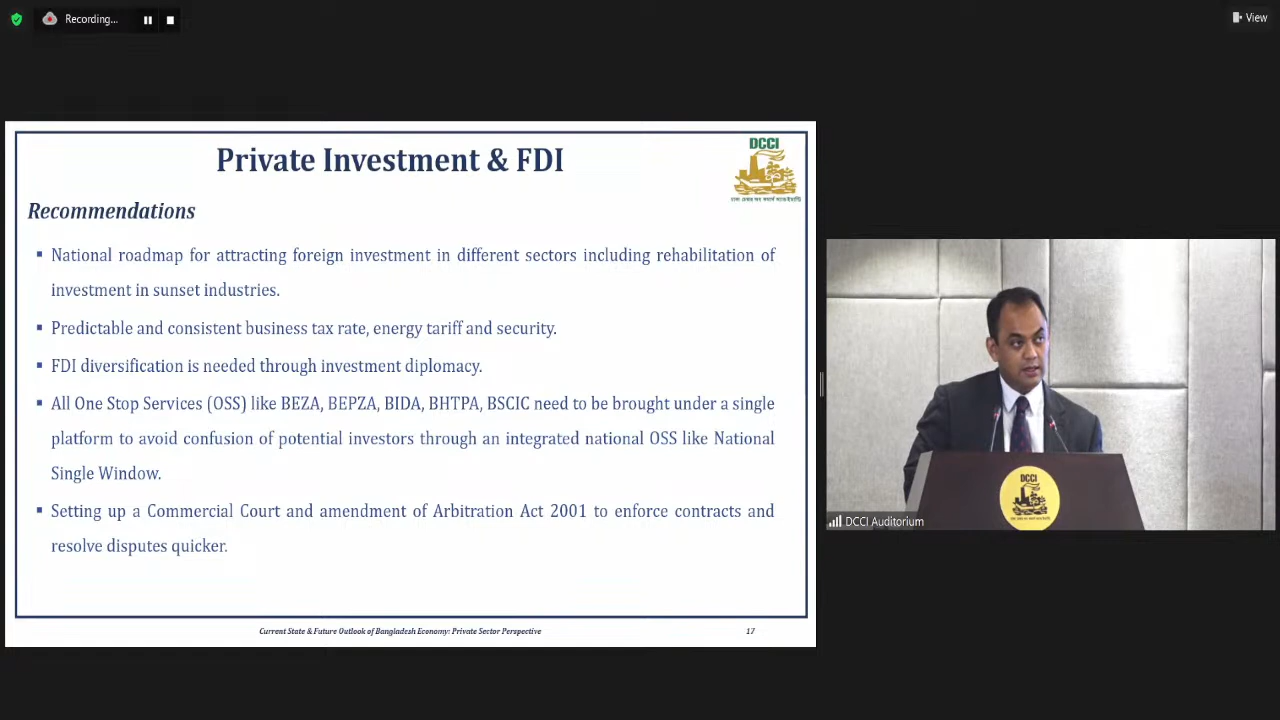 Recording...
View
Private Investment & FDI
DCCI
Recommendations
▪ National roadmap for attracting foreign investment in different sectors including rehabilitation of
investment in sunset industries.
▪ Predictable and consistent business tax rate, energy tariff and security.
▪ FDI diversification is needed through investment diplomacy.
▪ All One Stop Services (OSS) like BEZA, BEPZA, BIDA, BHTPA, BSCIC need to be brought under a single
platform to avoid confusion of potential investors through an integrated national OSS like National
Single Window.
▪ Setting up a Commercial Court and amendment of Arbitration Act 2001 to enforce contracts and
resolve disputes quicker.
Current State & Future Outlook of Bangladesh Economy: Private Sector Perspective
17
DCCI
DCCI Auditorium